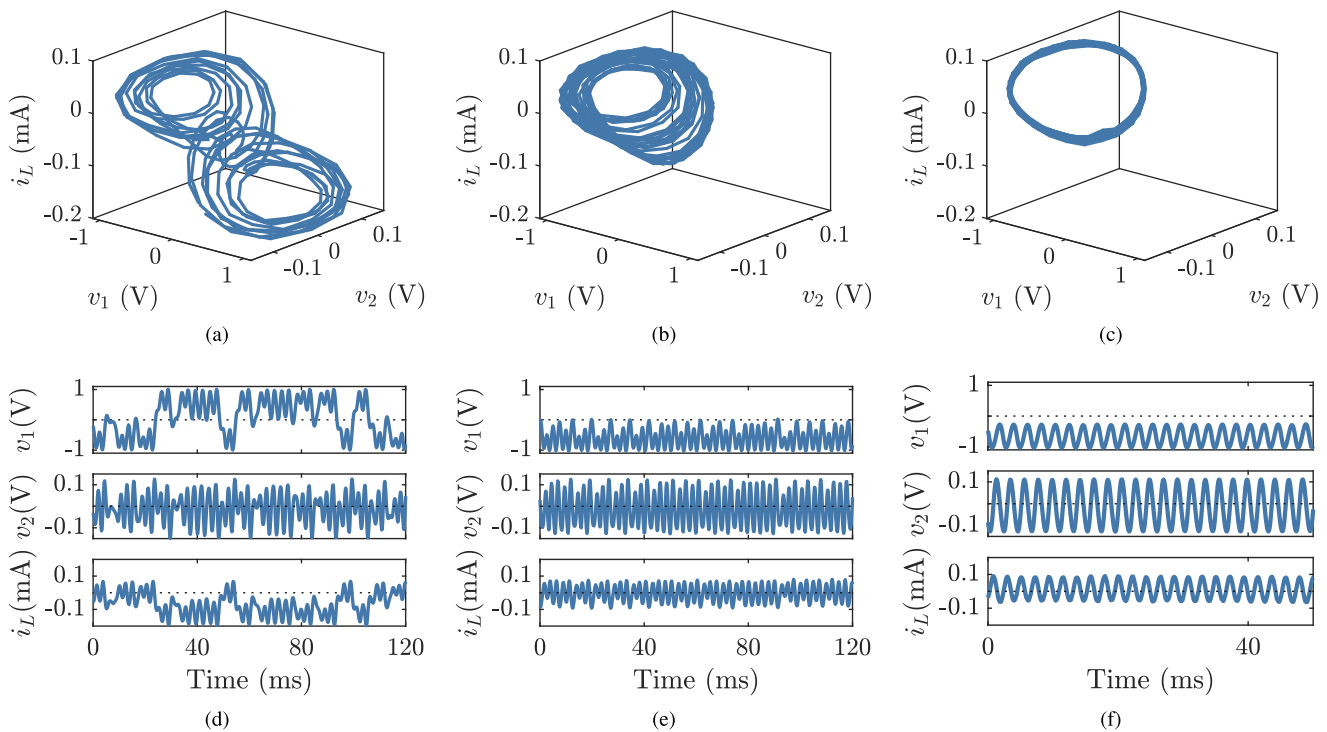 0.1
0
-0.1
-0.2
i_L (mA)
-1
0
1
v_1 (V)
-0.1
0
0.1
v_2 (V)
(a)
0.1
0
-0.1
-0.2
i_L (mA)
-1
0
1
v_1 (V)
-0.1
0
0.1
v_2 (V)
(b)
0.1
0
-0.1
-0.2
i_L (mA)
-1
0
1
v_1 (V)
-0.1
0
0.1
v_2 (V)
(c)
v_1(V)
1
-1
v_2(V)
0.1
-0.1
i_L(mA)
0.1
-0.1
0 40 80 120
Time (ms)
(d)
v_1(V)
1
-1
v_2(V)
0.1
-0.1
i_L(mA)
0.1
-0.1
0 40 80 120
Time (ms)
(e)
v_1(V)
1
-1
v_2(V)
0.1
-0.1
i_L(mA)
0.1
-0.1
0 40
Time (ms)
(f)